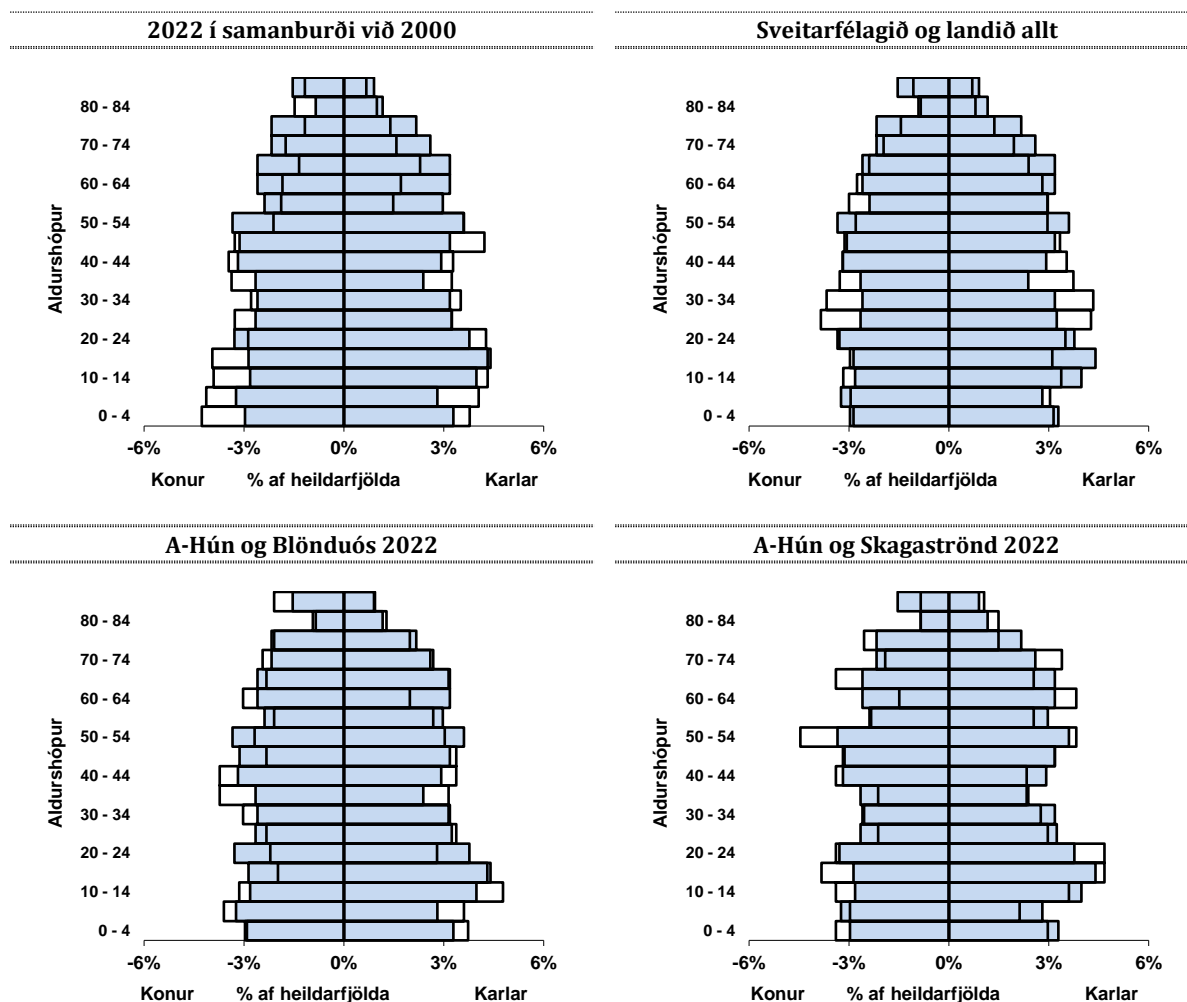 2022 í samanburði við 2000
Aldurshópur
80 - 84
70 - 74
60 - 64
50 - 54
40 - 44
30 - 34
20 - 24
10 - 14
0 - 4
-6% -3% 0% 3% 6%
Konur % af heildarfjölda Karlar
Sveitarfélagið og landið allt
Aldurshópur
80 - 84
70 - 74
60 - 64
50 - 54
40 - 44
30 - 34
20 - 24
10 - 14
0 - 4
-6% -3% 0% 3% 6%
Konur % af heildarfjölda Karlar
A-Hún og Blönduós 2022
Aldurshópur
80 - 84
70 - 74
60 - 64
50 - 54
40 - 44
30 - 34
20 - 24
10 - 14
0 - 4
-6% -3% 0% 3% 6%
Konur % af heildarfjölda Karlar
A-Hún og Skagaströnd 2022
Aldurshópur
80 - 84
70 - 74
60 - 64
50 - 54
40 - 44
30 - 34
20 - 24
10 - 14
0 - 4
-6% -3% 0% 3% 6%
Konur % af heildarfjölda Karlar